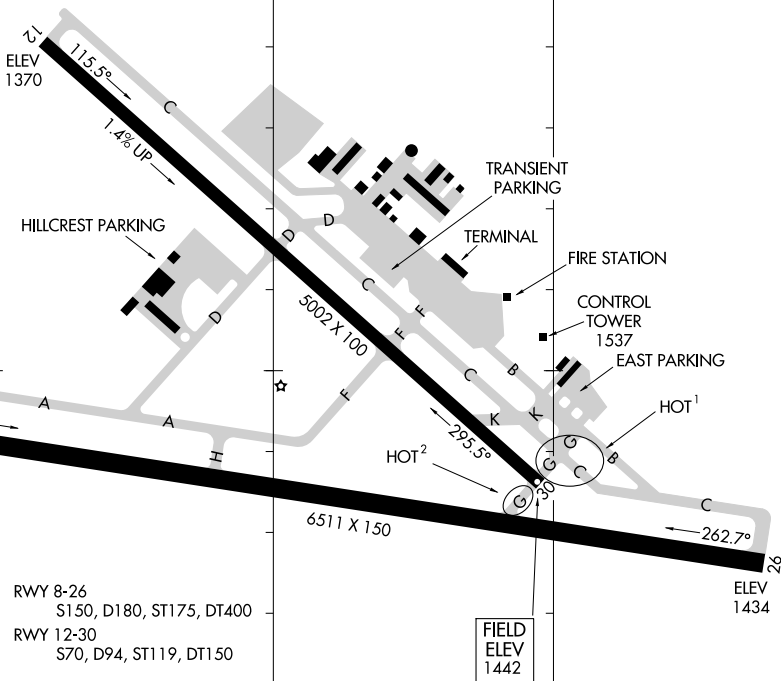 12
ELEV
1370
115.5°
C
1.4% UP
TRANSIENT
PARKING
HILLCREST PARKING
D
D
TERMINAL
FIRE STATION
C
D
5002 X 100
F
F
CONTROL
TOWER
1537
EAST PARKING
B
C
F
A
A
K
K
HOT¹
295.5°
HOT²
H
G
G
C
B
30
G
C
6511 X 150
262.7°
26
ELEV
1434
RWY 8-26
S150, D180, ST175, DT400
RWY 12-30
S70, D94, ST119, DT150
FIELD
ELEV
1442